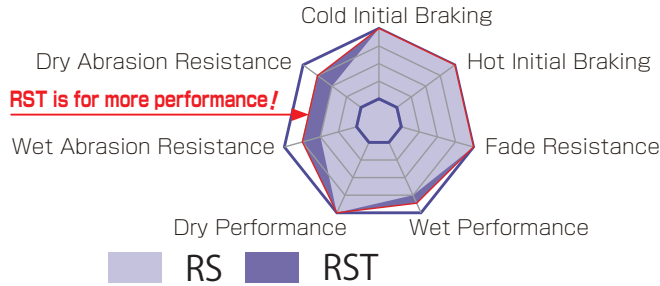 Cold Initial Braking
Dry Abrasion Resistance
Hot Initial Braking
RST is for more performance!
Wet Abrasion Resistance
Fade Resistance
Dry Performance
Wet Performance
RS
RST